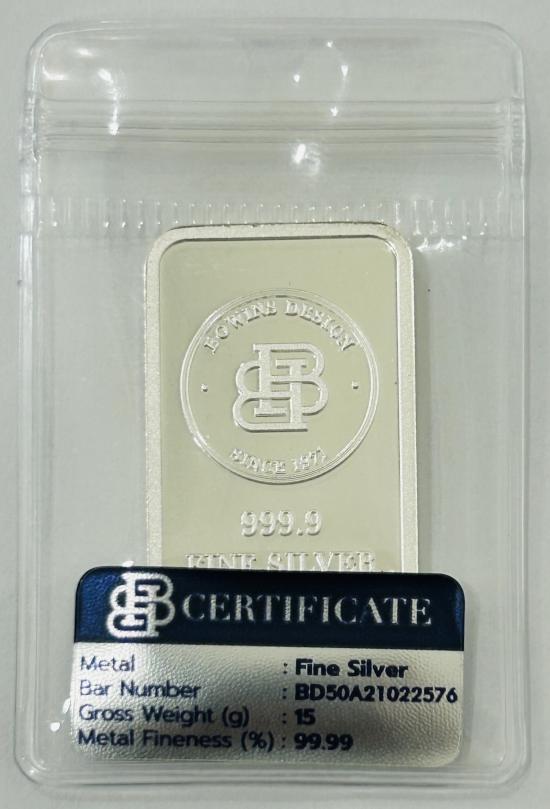 BOWINS DESIGN
SINCE 1971
999.9
FINE SILVER
CERTIFICATE
Metal : Fine Silver
Bar Number : BD50A21022576
Gross Weight (g) : 15
Metal Fineness (%) : 99.99